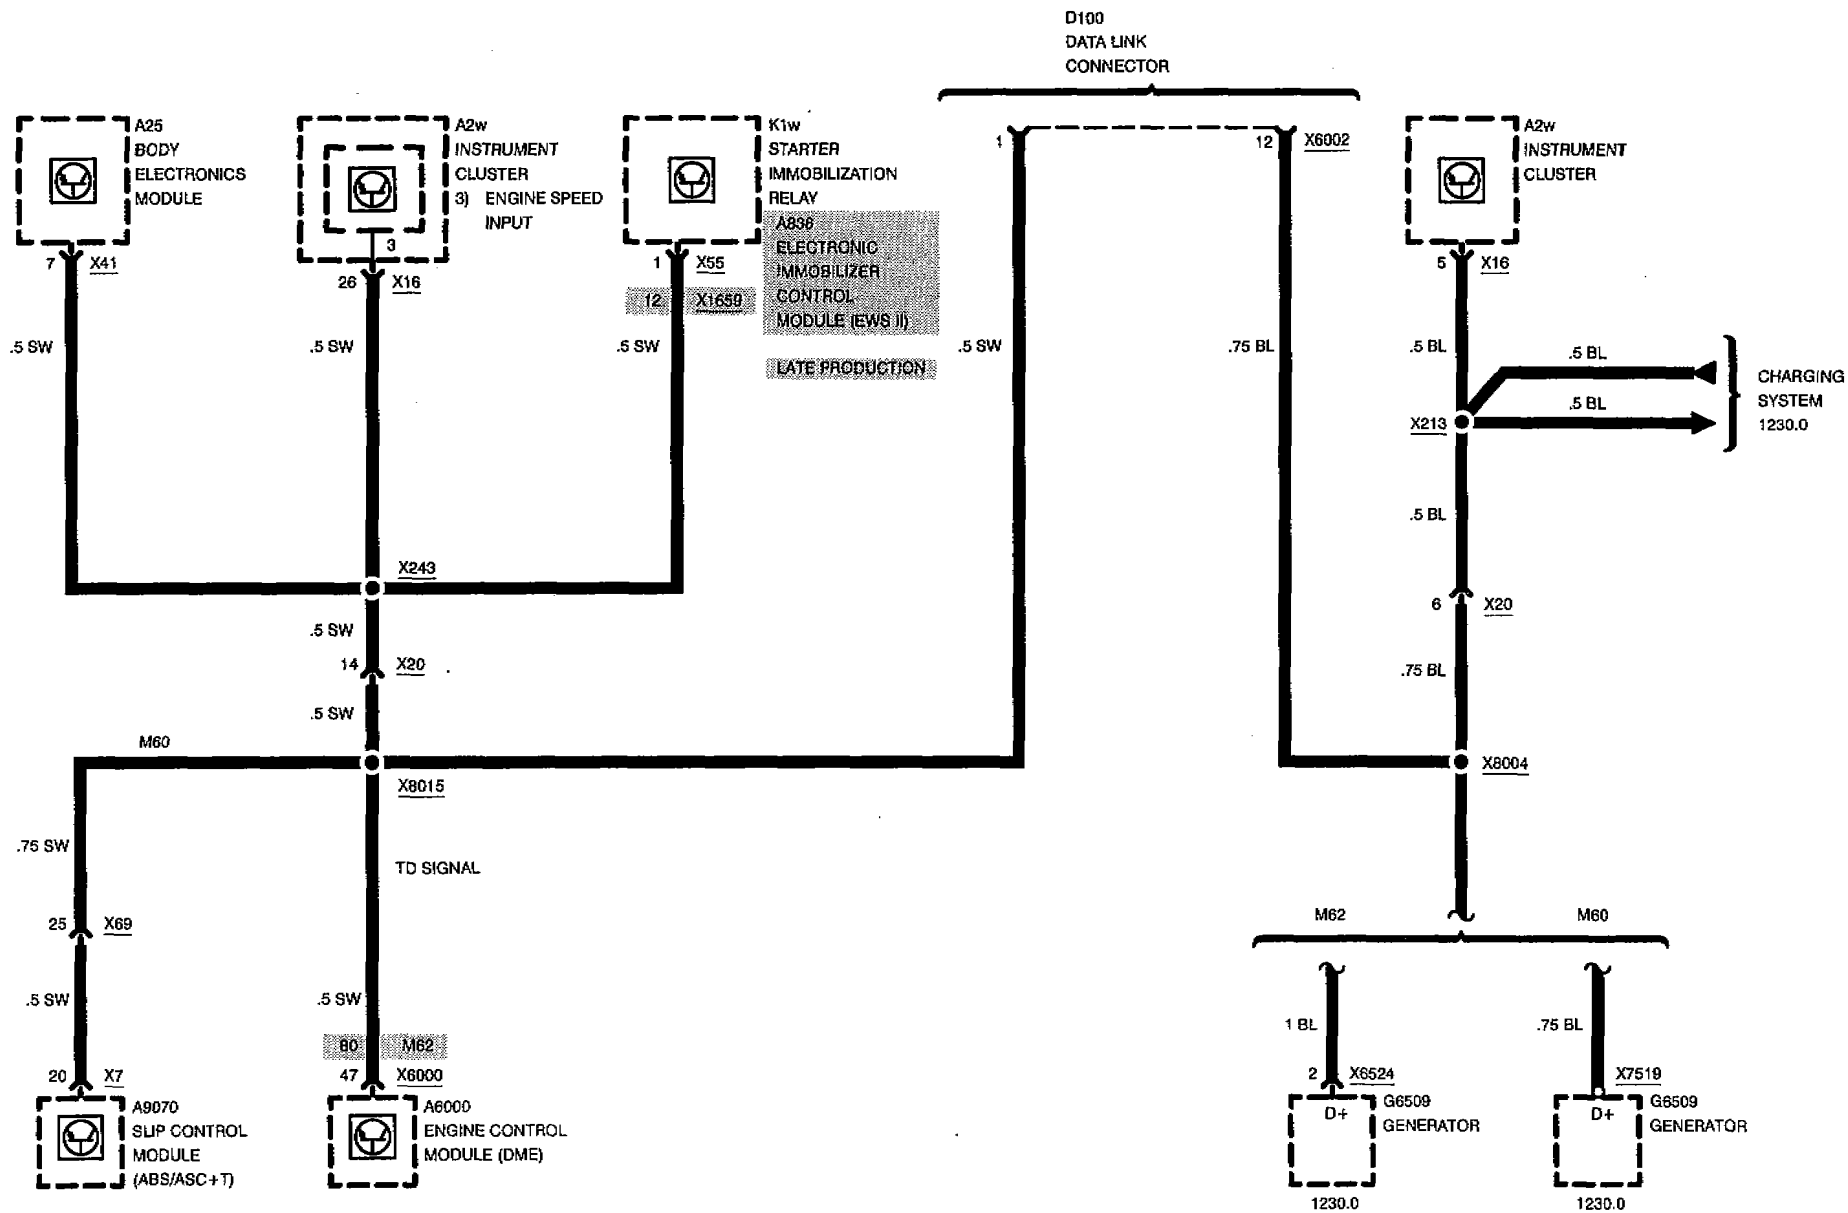 D100
DATA LINK
CONNECTOR
A25
BODY
ELECTRONICS
MODULE
7 X41
A2w
INSTRUMENT
CLUSTER
3) ENGINE SPEED
INPUT
3
26 X16
K1w
STARTER
IMMOBILIZATION
RELAY
A836
ELECTRONIC
IMMOBILIZER
CONTROL
MODULE (EWS II)
LATE PRODUCTION
1 X55
12 X1659
1
12 X6002
A2w
INSTRUMENT
CLUSTER
5 X16
.5 SW
.5 SW
.5 SW
.5 SW
.75 BL
.5 BL
.5 BL
.5 BL
CHARGING
SYSTEM
1230.0
X213
.5 BL
X243
.5 SW
14 X20
.5 SW
6 X20
.75 BL
M60
X8015
X8004
.75 SW
TD SIGNAL
25 X69
.5 SW
.5 SW
M62
M60
1 BL
.75 BL
80 M62
20 X7
47 X6000
2 X6524
X7519
A9070
SLIP CONTROL
MODULE
(ABS/ASC+T)
A6000
ENGINE CONTROL
MODULE (DME)
D+
G6509
GENERATOR
1230.0
D+
G6509
GENERATOR
1230.0